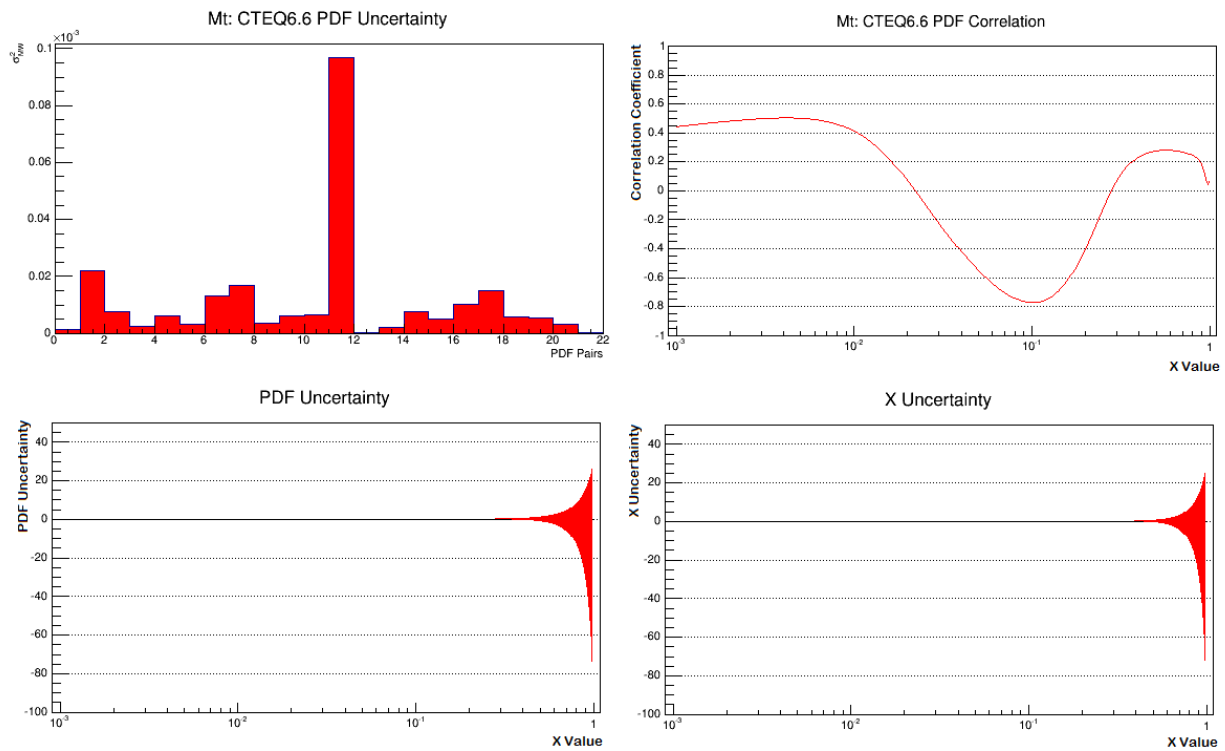 Mt: CTEQ6.6 PDF Uncertainty
×10⁻³
σ²MW
0.1
0.08
0.06
0.04
0.02
0
0 2 4 6 8 10 12 14 16 18 20 22
PDF Pairs
Mt: CTEQ6.6 PDF Correlation
Correlation Coefficient
1
0.8
0.6
0.4
0.2
0
-0.2
-0.4
-0.6
-0.8
-1
10⁻³ 10⁻² 10⁻¹ 1
X Value
PDF Uncertainty
PDF Uncertainty
40
20
0
-20
-40
-60
-80
-100
10⁻³ 10⁻² 10⁻¹ 1
X Value
X Uncertainty
X Uncertainty
40
20
0
-20
-40
-60
-80
-100
10⁻³ 10⁻² 10⁻¹ 1
X Value